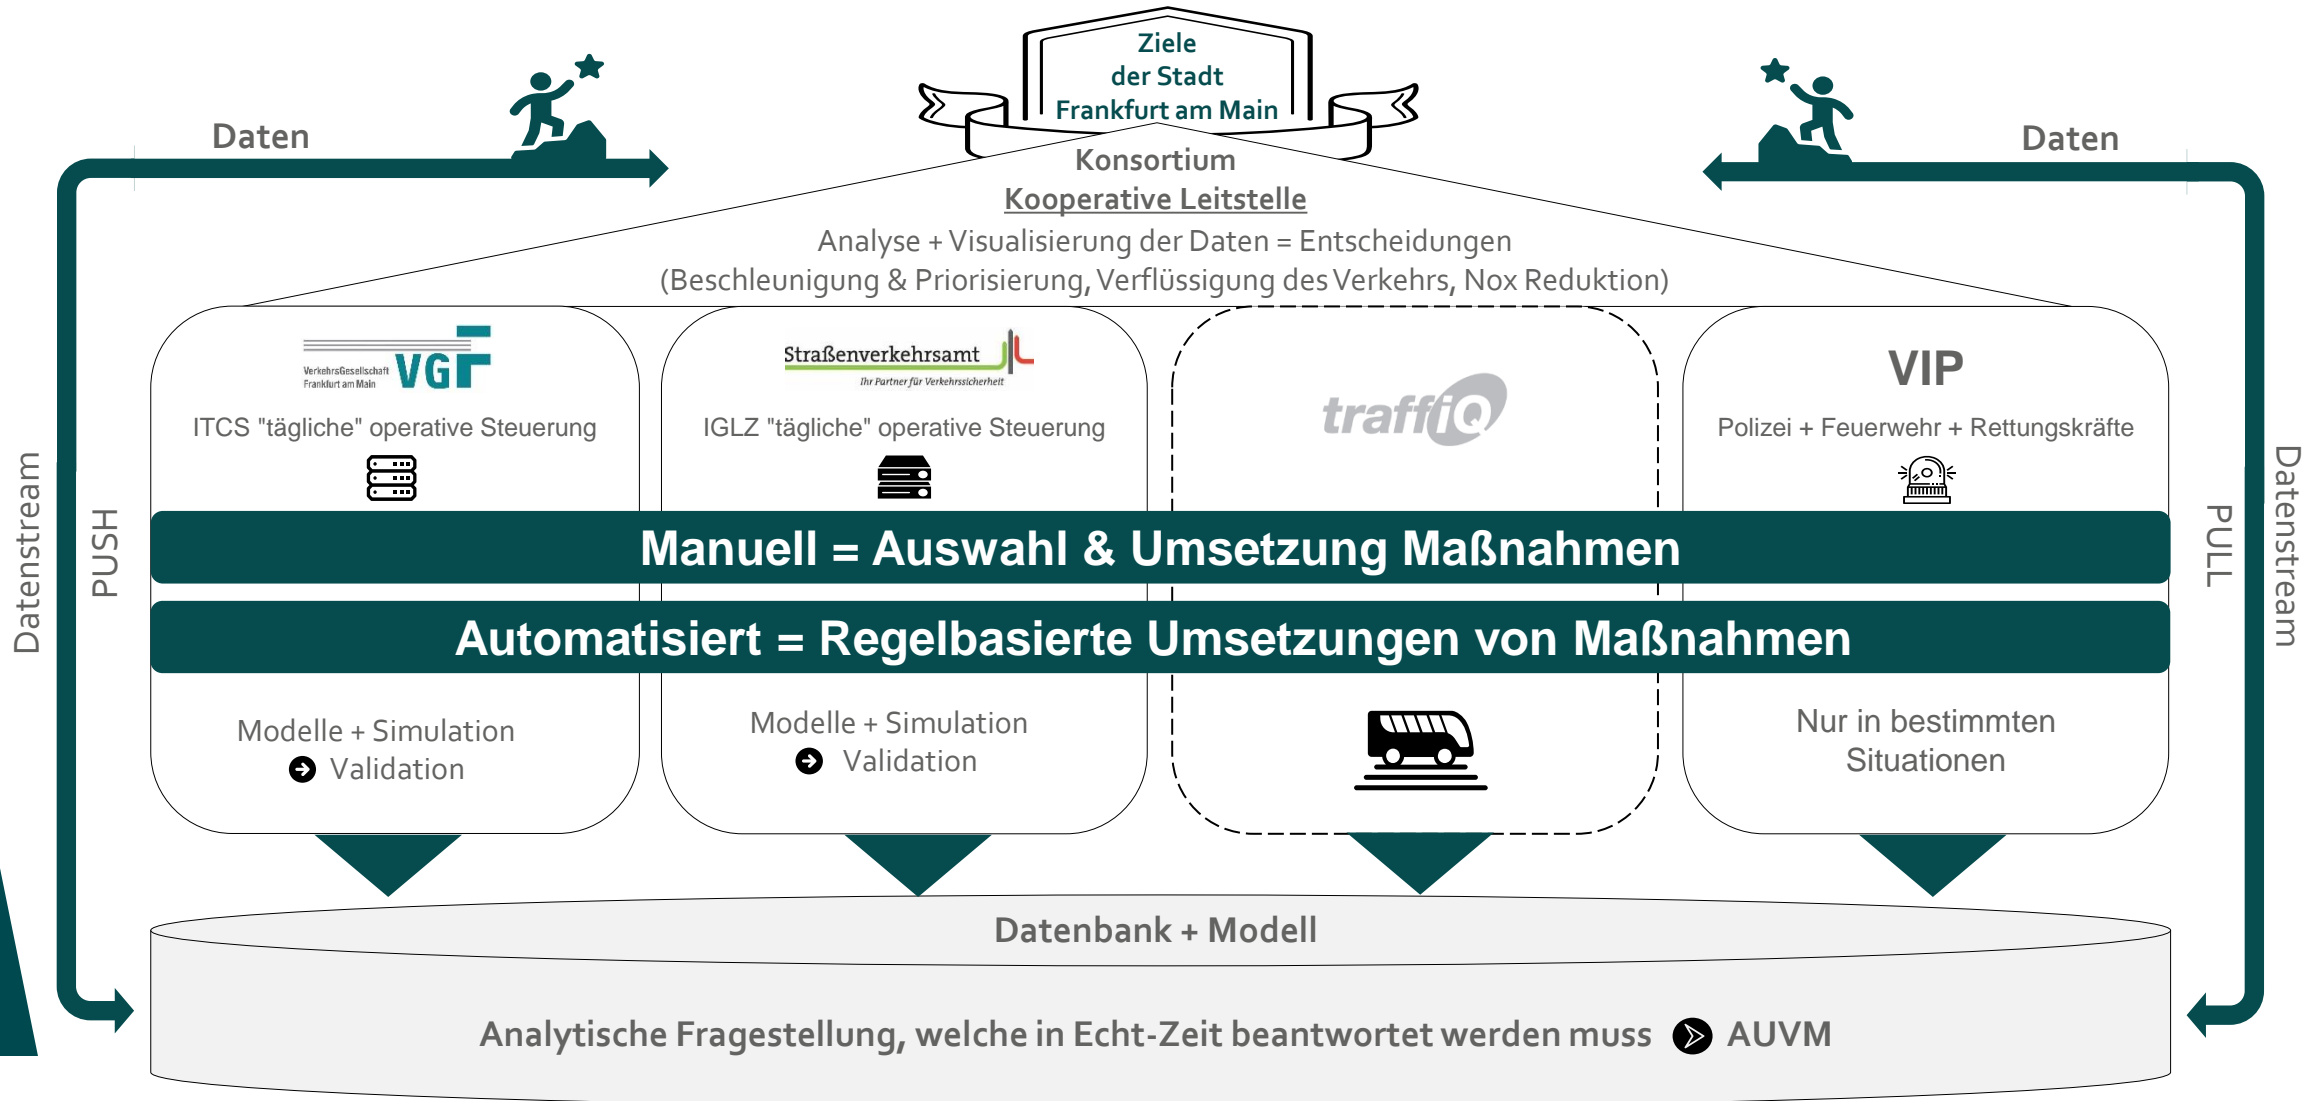 Ziele
der Stadt
Frankfurt am Main
Daten
Daten
Konsortium
Kooperative Leitstelle
Analyse + Visualisierung der Daten = Entscheidungen
(Beschleunigung & Priorisierung, Verflüssigung des Verkehrs, Nox Reduktion)
Datenstream
PUSH
VerkehrsGesellschaft
Frankfurt am Main
VGF
ITCS "tägliche" operative Steuerung
Straßenverkehrsamt
Ihr Partner für Verkehrssicherheit
IGLZ "tägliche" operative Steuerung
traffiQ
VIP
Polizei + Feuerwehr + Rettungskräfte
PULL
Datenstream
Manuell = Auswahl & Umsetzung Maßnahmen
Automatisiert = Regelbasierte Umsetzungen von Maßnahmen
Modelle + Simulation
Validation
Modelle + Simulation
Validation
Nur in bestimmten
Situationen
Datenbank + Modell
Analytische Fragestellung, welche in Echt-Zeit beantwortet werden muss AUVM